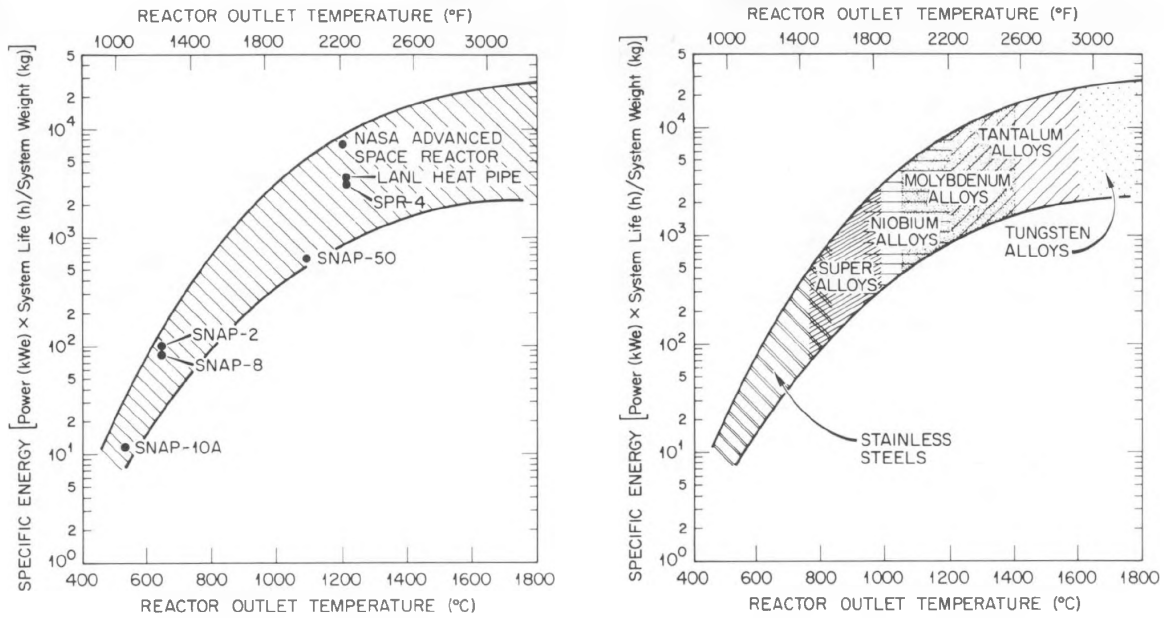 REACTOR OUTLET TEMPERATURE (°F)
1000 1400 2000 2200 2600 3200
SPECIFIC ENERGY [Power (kWe) × System Life (h)/System Weight (kg)]
5
2
10⁴
5
2
10³
5
2
10²
5
2
10¹
5
2
10⁰
NASA ADVANCED
SPACE REACTOR
LANL HEAT PIPE
SPR-4
SNAP-50
SNAP-2
SNAP-8
SNAP-10A
400 600 800 1000 1200 1400 1600 1800
REACTOR OUTLET TEMPERATURE (°C)
REACTOR OUTLET TEMPERATURE (°F)
1000 1400 1800 2200 2600 3000
SPECIFIC ENERGY [Power (kWe) × System Life (h)/System Weight (kg)]
5
2
10⁴
5
2
10³
5
2
10²
5
2
10¹
5
2
10⁰
TANTALUM
ALLOYS
MOLYBDENUM
ALLOYS
NIOBIUM
ALLOYS
TUNGSTEN
ALLOYS
SUPER
ALLOYS
STAINLESS
STEELS
400 600 800 1000 1200 1400 1600 1800
REACTOR OUTLET TEMPERATURE (°C)